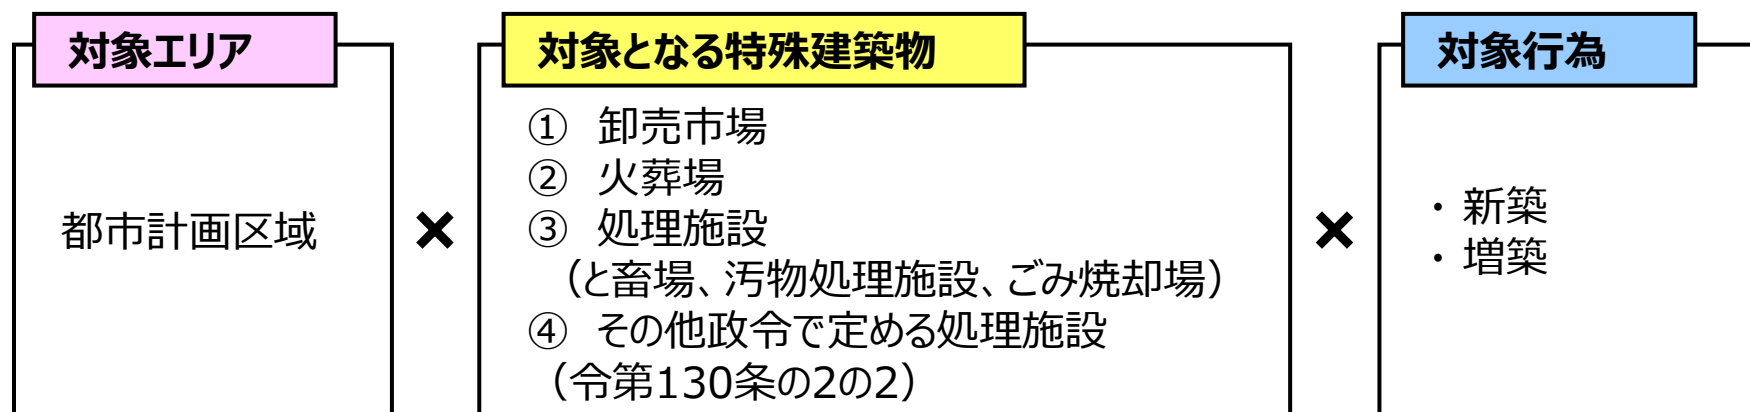 対象エリア
都市計画区域
×
対象となる特殊建築物
① 卸売市場
② 火葬場
③ 処理施設
（と畜場、汚物処理施設、ごみ焼却場）
④ その他政令で定める処理施設
（令第130条の2の2）
×
対象行為
・新築
・増築